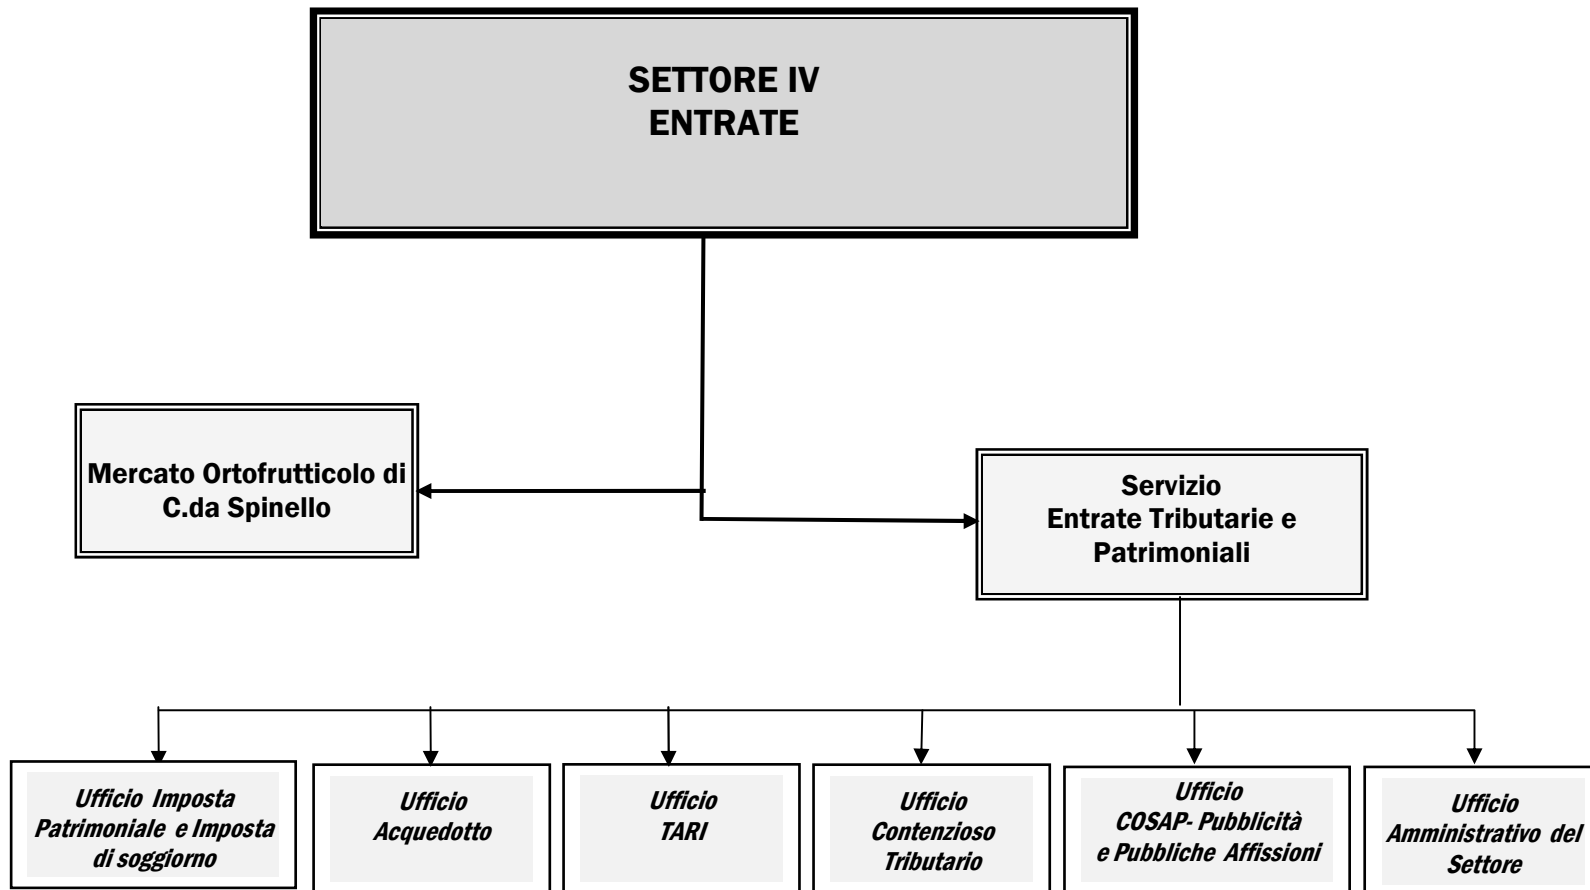 SETTORE IV
ENTRATE
Mercato Ortofrutticolo di
C.da Spinello
Servizio
Entrate Tributarie e
Patrimoniali
Ufficio Imposta
Patrimoniale e Imposta
di soggiorno
Ufficio
Acquedotto
Ufficio
TARI
Ufficio
Contenzioso
Tributario
Ufficio
COSAP- Pubblicità
e Pubbliche Affissioni
Ufficio
Amministrativo del
Settore